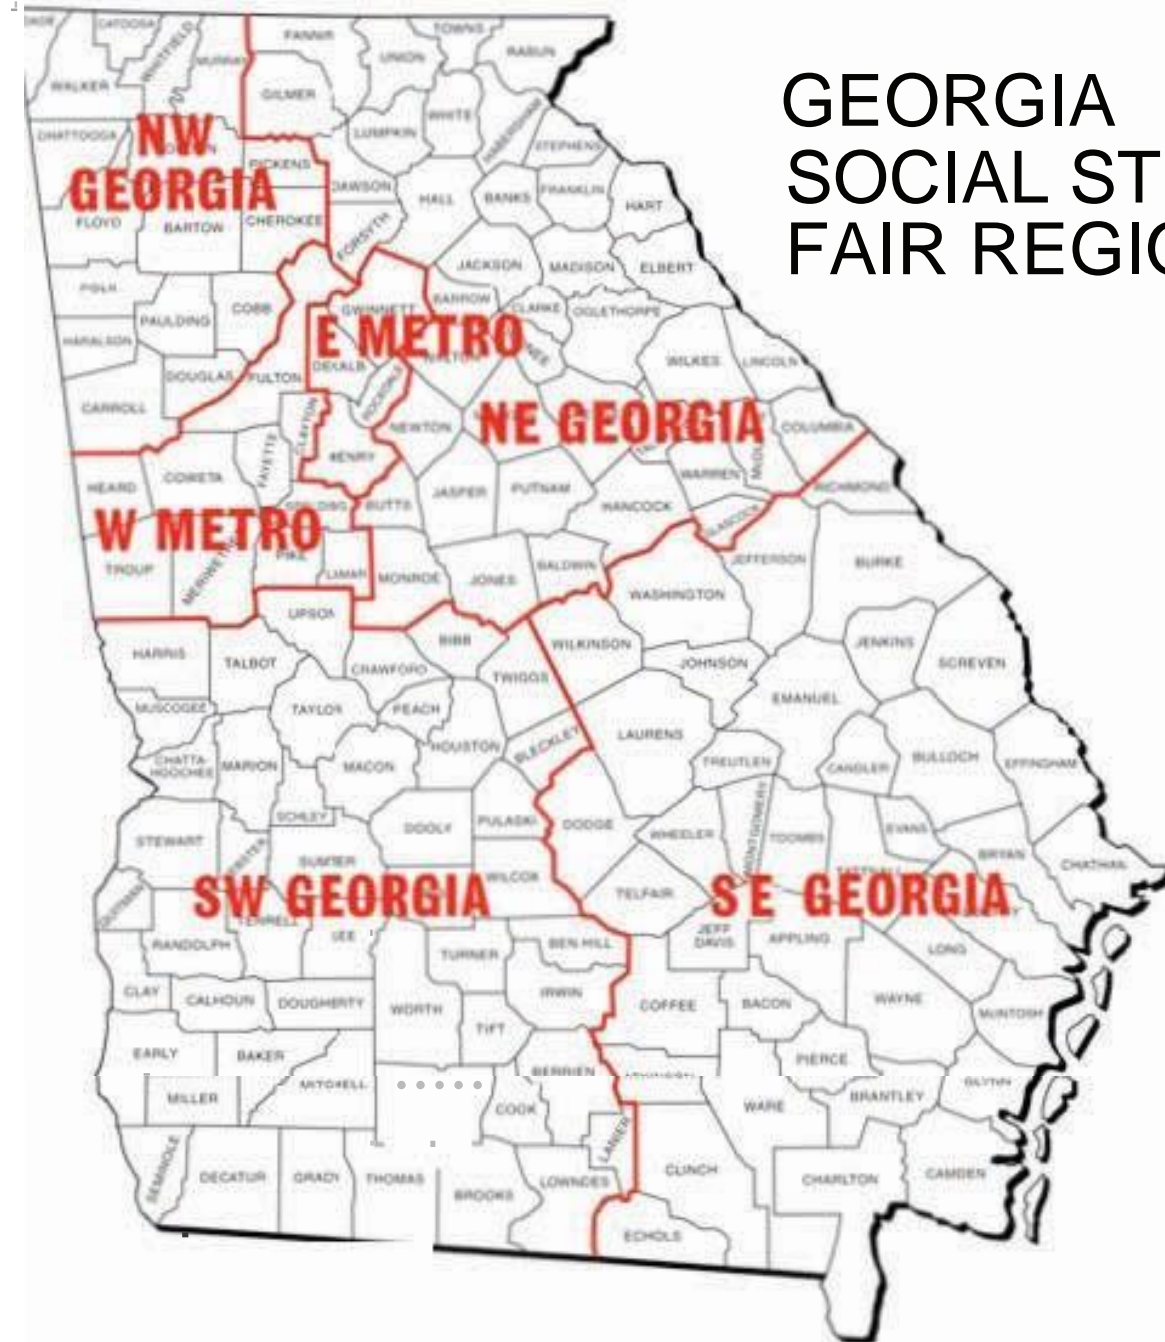 GEORGIA
SOCIAL ST
FAIR REGIO
CATOOSA
WHITFIELD
MURRAY
FANNIN
UNION
TOWNS
RABUN
WALKER
GILMER
LUMPKIN
WHITE
HABERSHAM
STEPHENS
CHATTOOGA
NW
GEORGIA
PICKENS
DAWSON
HALL
BANKS
FRANKLIN
HART
FLOYD
BARTOW
CHEROKEE
FORSYTH
JACKSON
MADISON
ELBERT
POLK
PAULDING
COBB
GWINNETT
BARROW
CLARKE
OGLETHORPE
HARALSON
E METRO
WALTON
WILKES
LINCOLN
DOUGLAS
FULTON
DEKALB
ROCKDALE
CARROLL
CLAYTON
NEWTON
NE GEORGIA
COLUMBIA
FAYETTE
HENRY
HEARD
COWETA
JASPER
PUTNAM
HANCOCK
WARREN
RICHMOND
GLASCOCK
BUTTS
W METRO
TROUP
MERIWETHER
PIKE
LAMAR
MONROE
JONES
BALDWIN
WASHINGTON
JEFFERSON
BURKE
UPSON
HARRIS
TALBOT
CRAWFORD
BIBB
TWIGGS
WILKINSON
JOHNSON
JENKINS
SCREVEN
EMANUEL
MUSCOGEE
TAYLOR
PEACH
HOUSTON
BLECKLEY
LAURENS
TREUTLEN
CANDLER
BULLOCH
EFFINGHAM
CHATTA-
HOOCHEE
MARION
MACON
SCHLEY
DOOLY
PULASKI
DODGE
WHEELER
MONTGOMERY
TOOMBS
EVANS
BRYAN
CHATHAM
STEWART
WEBSTER
SUMTER
WILCOX
TELFAIR
TATTNALL
QUITMAN
SW GEORGIA
SE GEORGIA
TERRELL
LEE
RANDOLPH
TURNER
BEN HILL
JEFF
DAVIS
APPLING
LONG
CLAY
CALHOUN
DOUGHERTY
WORTH
IRWIN
TIFT
COFFEE
BACON
WAYNE
McINTOSH
EARLY
BAKER
MITCHELL
BERRIEN
PIERCE
MILLER
COOK
WARE
BRANTLEY
GLYNN
SEMINOLE
DECATUR
GRADY
THOMAS
BROOKS
LOWNDES
LANIER
CLINCH
CHARLTON
CAMDEN
ECHOLS